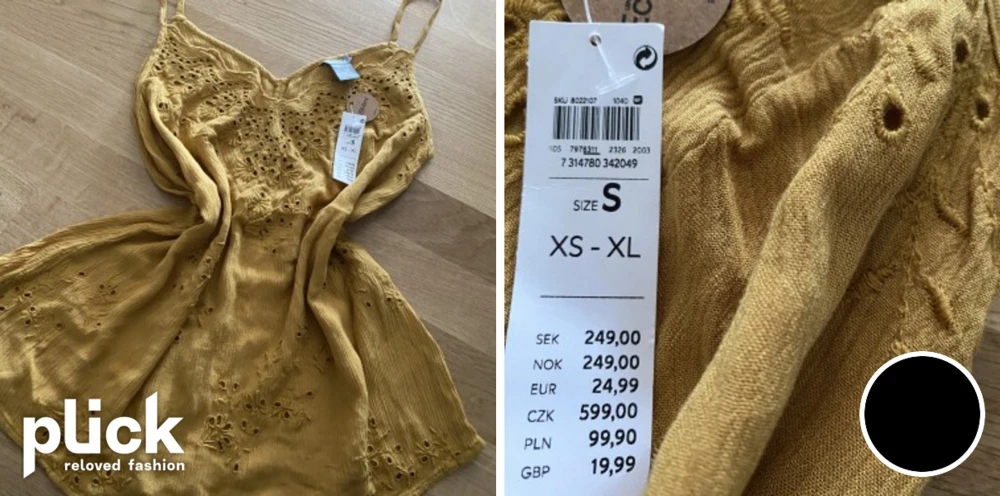 plick
reloved fashion
SKU 8022107 1040
7 314780 342049
SIZE S
XS - XL
SEK 249,00
NOK 249,00
EUR 24,99
CZK 599,00
PLN 99,90
GBP 19,99